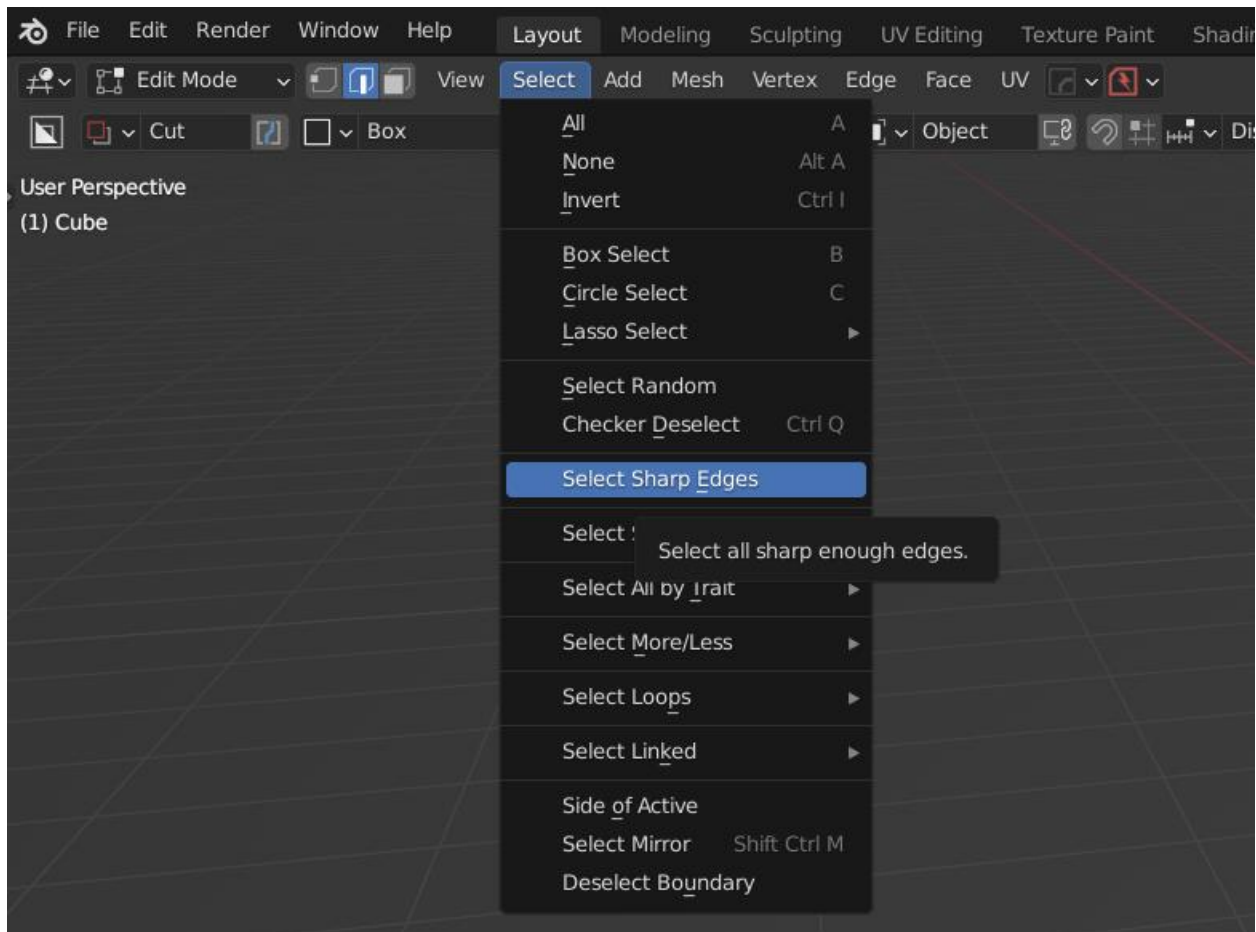 File Edit Render Window Help Layout Modeling Sculpting UV Editing Texture Paint Shadin
Edit Mode View Select Add Mesh Vertex Edge Face UV
Cut Box Object Dis
User Perspective
(1) Cube
All A
None Alt A
Invert Ctrl I
Box Select B
Circle Select C
Lasso Select
Select Random
Checker Deselect Ctrl Q
Select Sharp Edges
Select
Select all sharp enough edges.
Select All by Trait
Select More/Less
Select Loops
Select Linked
Side of Active
Select Mirror Shift Ctrl M
Deselect Boundary